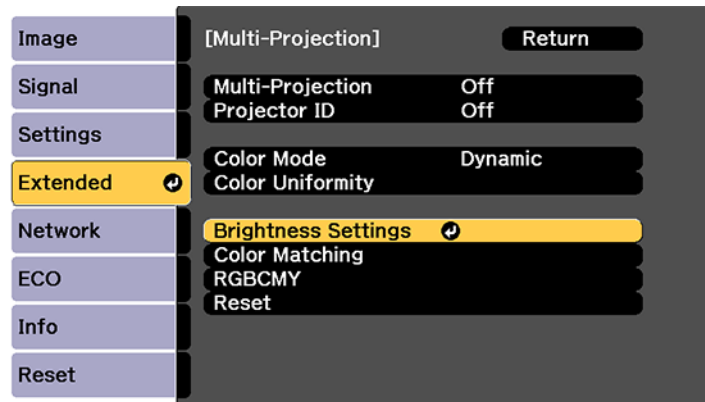 Image
Signal
Settings
Extended
Network
ECO
Info
Reset
[Multi-Projection] Return
Multi-Projection Off
Projector ID Off
Color Mode Dynamic
Color Uniformity
Brightness Settings
Color Matching
RGBCMY
Reset